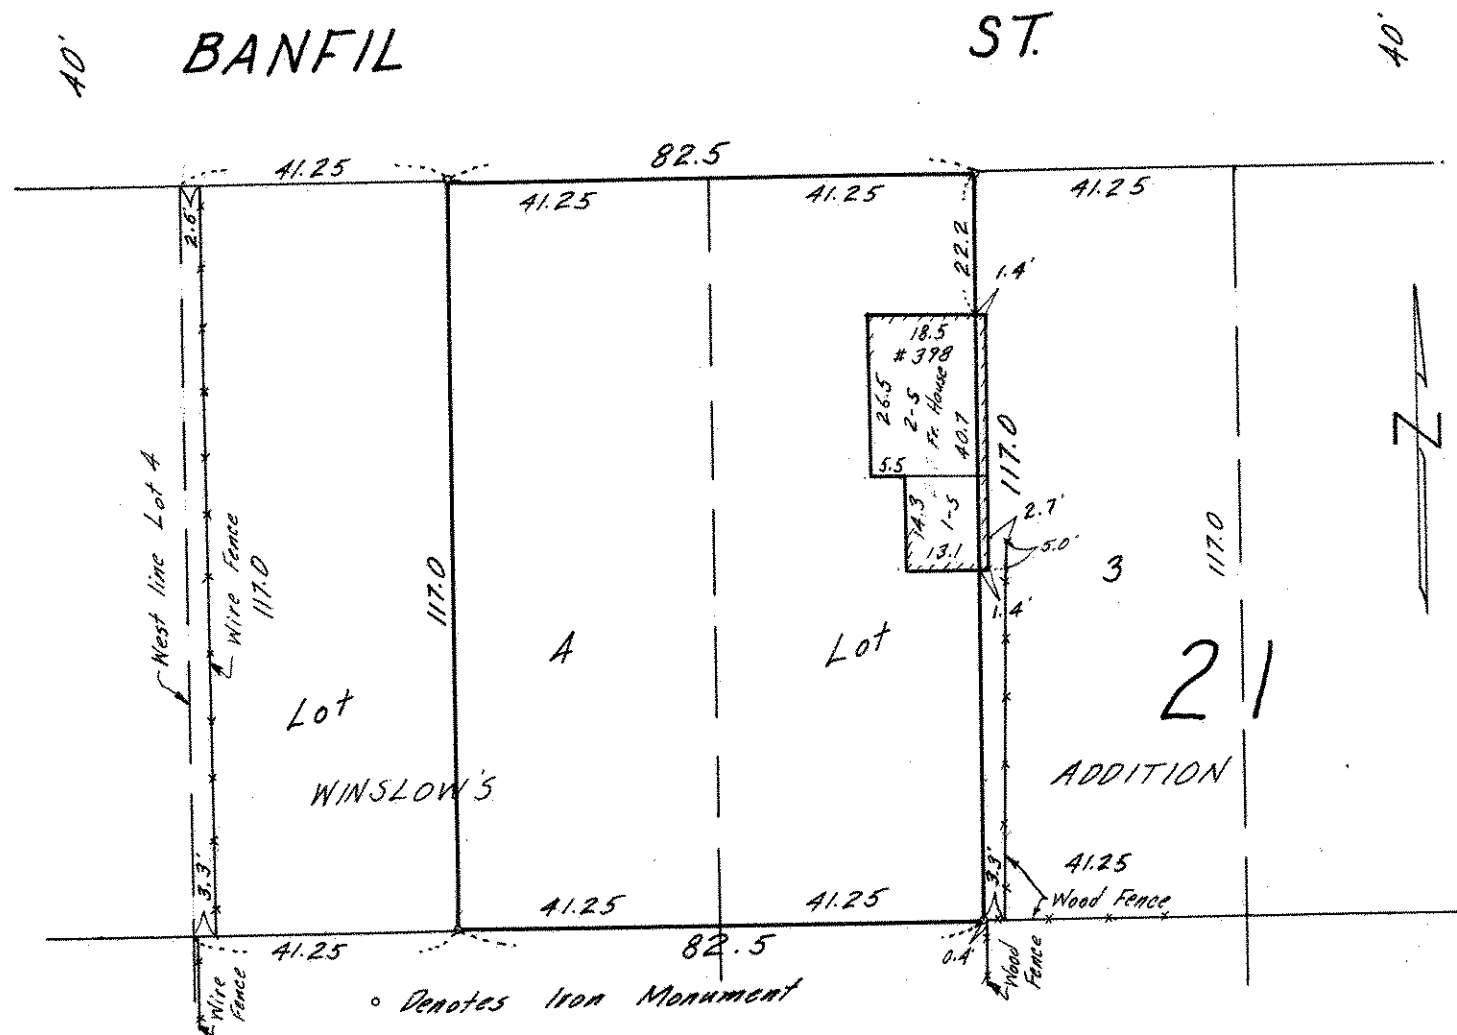 40'
BANFIL
ST.
40'
41.25
82.5
41.25
41.25
41.25
2.6'
22.2
1.4'
18.5
# 398
26.5
2-S
Fr. House
40.7
5.5
14.3
1-S
13.1
117.0
2.7'
5.0'
1.4'
West line Lot 4
Wire Fence
117.0
117.0
3
117.0
4
Lot
Lot
21
WINSLOW'S
ADDITION
3.3'
41.25
41.25
3.3'
41.25
Wood Fence
41.25
82.5
0.4'
Wood
Fence
Wire
Fence
Denotes Iron Monument
Z